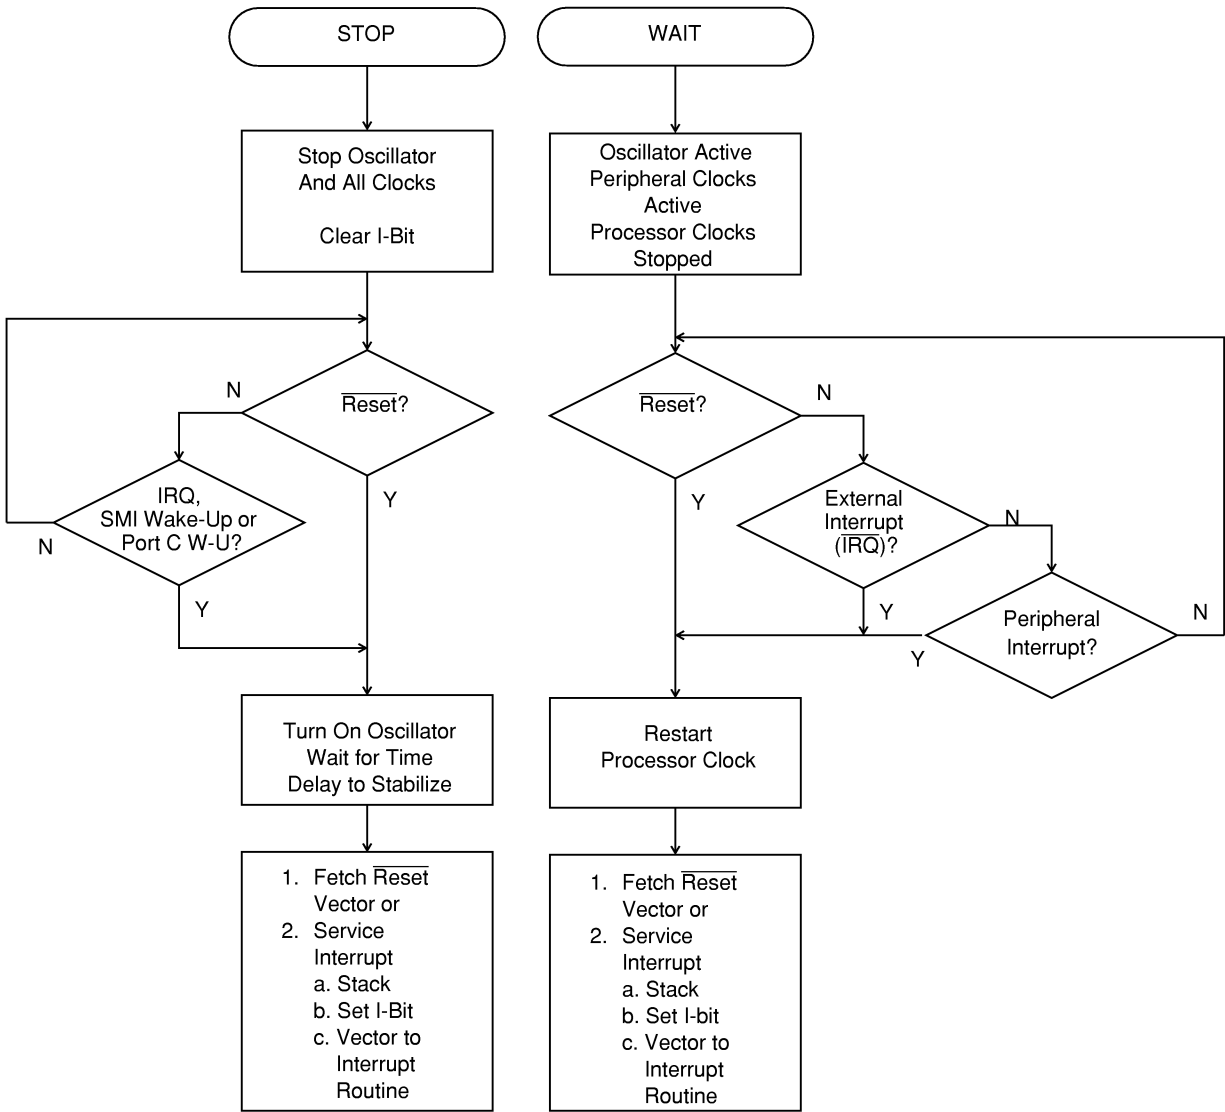 STOP
Stop Oscillator
And All Clocks
Clear I-Bit
N
Reset?
Y
IRQ,
SMI Wake-Up or
Port C W-U?
N
Y
Turn On Oscillator
Wait for Time
Delay to Stabilize
1. Fetch Reset
Vector or
2. Service
Interrupt
a. Stack
b. Set I-Bit
c. Vector to
Interrupt
Routine
WAIT
Oscillator Active
Peripheral Clocks
Active
Processor Clocks
Stopped
Reset?
N
Y
External
Interrupt
(IRQ)?
N
Y
Peripheral
Interrupt?
N
Y
Restart
Processor Clock
1. Fetch Reset
Vector or
2. Service
Interrupt
a. Stack
b. Set I-bit
c. Vector to
Interrupt
Routine